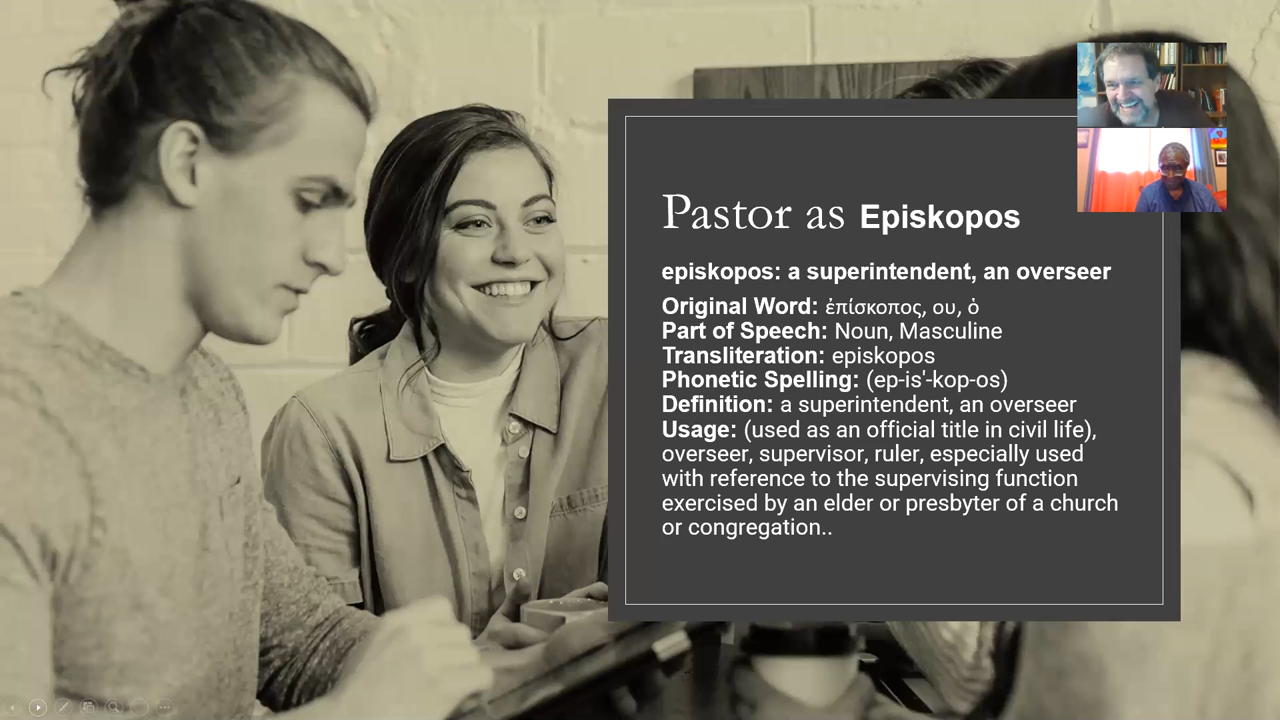 Pastor as Episkopos
episkopos: a superintendent, an overseer
Original Word: ἐπίσκοπος, ου, ὁ
Part of Speech: Noun, Masculine
Transliteration: episkopos
Phonetic Spelling: (ep-is'-kop-os)
Definition: a superintendent, an overseer
Usage: (used as an official title in civil life),
overseer, supervisor, ruler, especially used
with reference to the supervising function
exercised by an elder or presbyter of a church
or congregation..